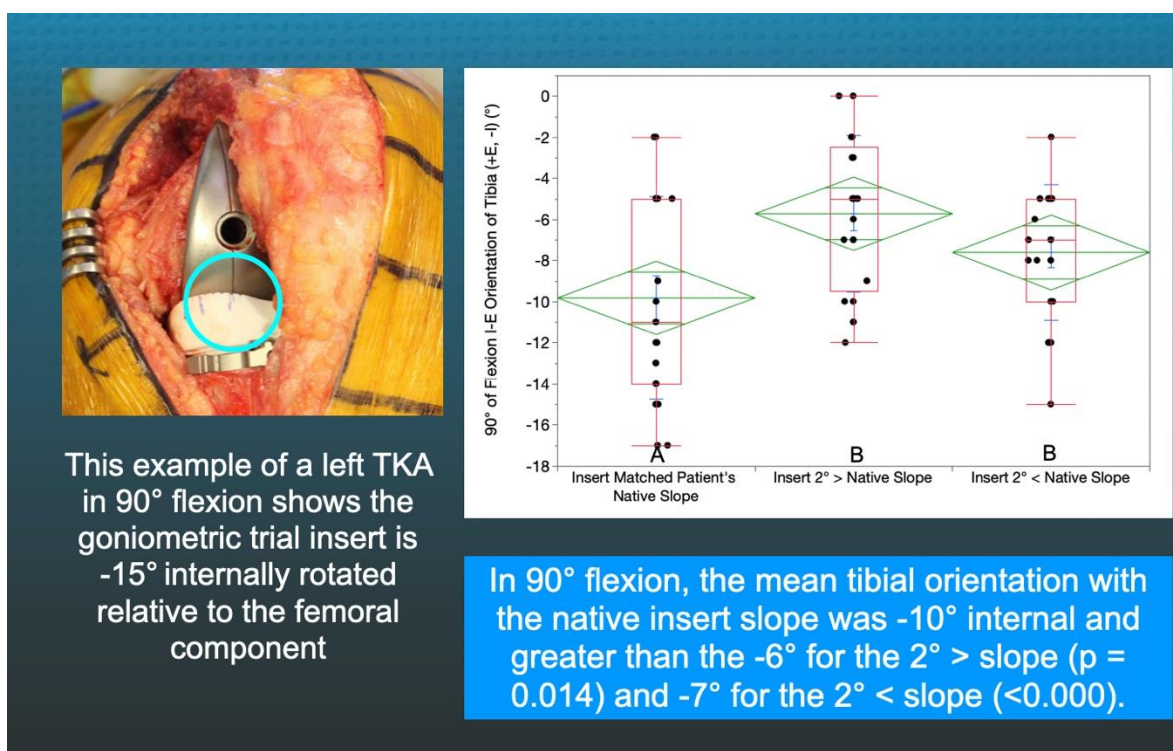 This example of a left TKA
in 90° flexion shows the
goniometric trial insert is
-15° internally rotated
relative to the femoral
component
90° of Flexion I-E Orientation of Tibia (+E, -I) (°)
0
-2
-4
-6
-8
-10
-12
-14
-16
-18
A
B
B
Insert Matched Patient's
Native Slope
Insert 2° > Native Slope
Insert 2° < Native Slope
In 90° flexion, the mean tibial orientation with
the native insert slope was -10° internal and
greater than the -6° for the 2° > slope (p =
0.014) and -7° for the 2° < slope (<0.000).